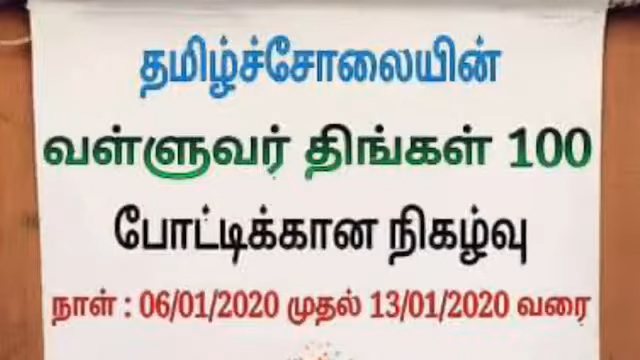 தமிழ்ச்சோலையின்
வள்ளுவர் திங்கள் 100
போட்டிக்கான நிகழ்வு
நாள் : 06/01/2020 முதல் 13/01/2020 வரை